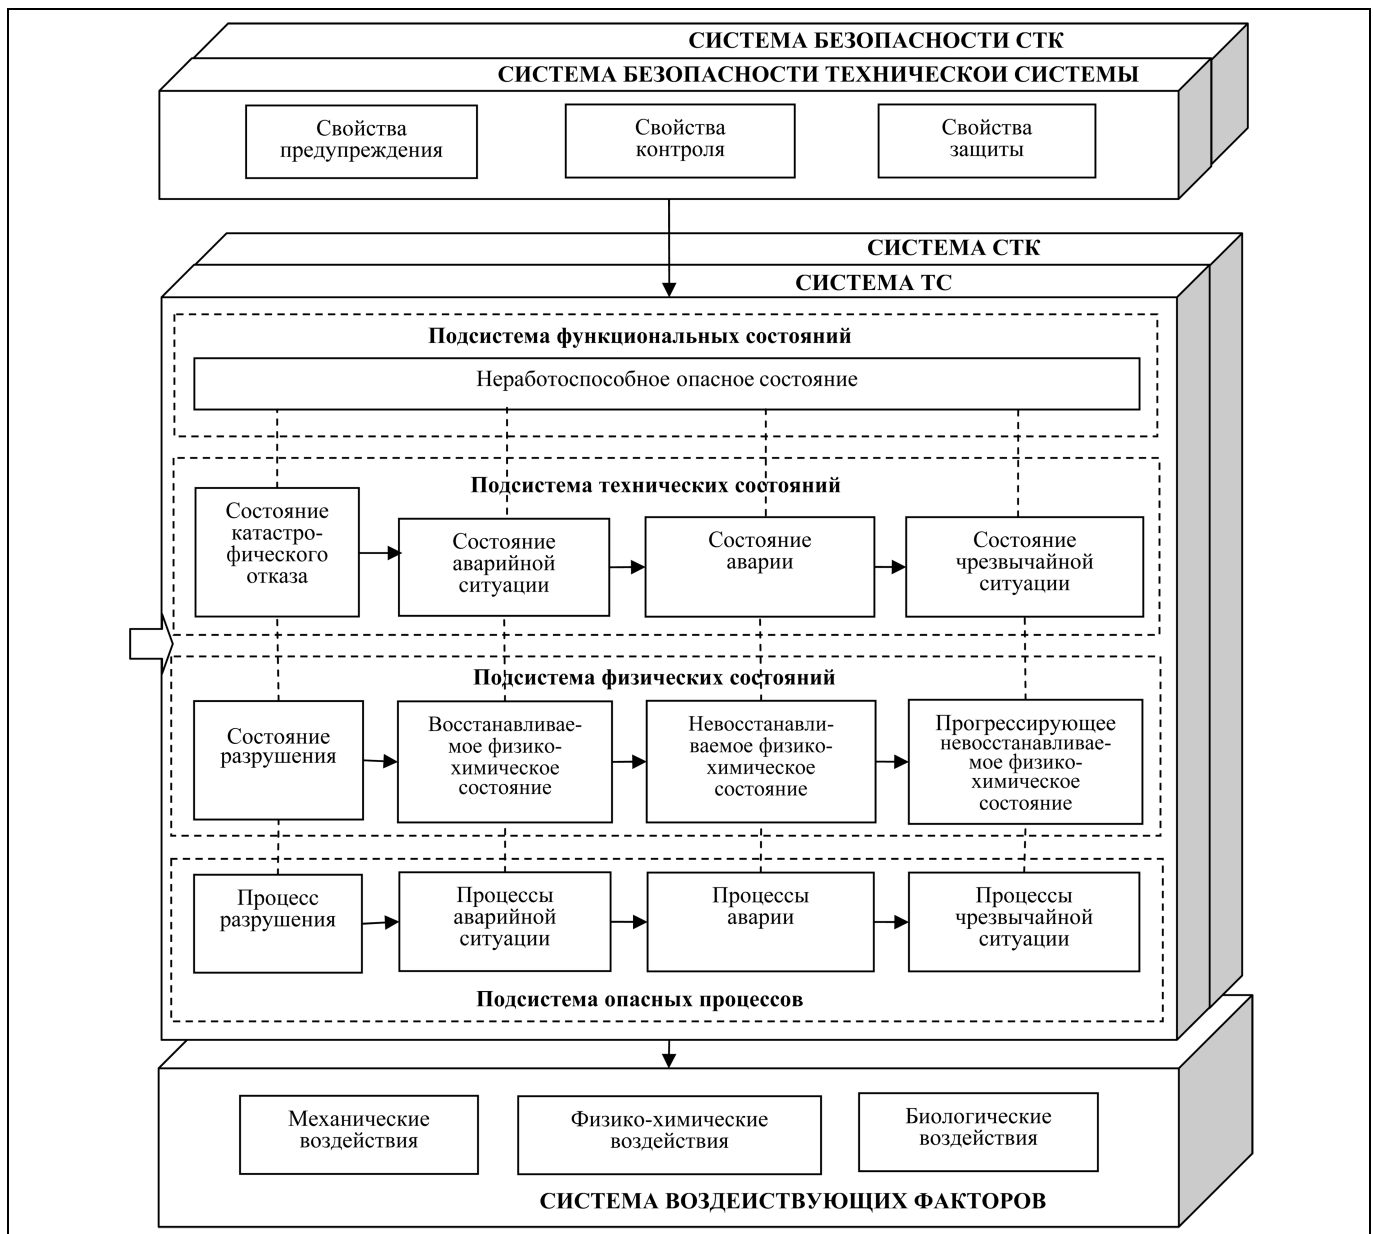 СИСТЕМА БЕЗОПАСНОСТИ СТК
СИСТЕМА БЕЗОПАСНОСТИ ТЕХНИЧЕСКОИ СИСТЕМЫ
Свойства
предупреждения
Свойства
контроля
Свойства
защиты
СИСТЕМА СТК
СИСТЕМА ТС
Подсистема функциональных состояний
Неработоспособное опасное состояние
Подсистема технических состояний
Состояние
катастро-
фического
отказа
Состояние
аварийной
ситуации
Состояние
аварии
Состояние
чрезвычайной
ситуации
Подсистема физических состояний
Состояние
разрушения
Восстанавливае-
мое физико-
химическое
состояние
Невосстанавли-
ваемое физико-
химическое
состояние
Прогрессирующее
невосстанавливае-
мое физико-
химическое
состояние
Процесс
разрушения
Процессы
аварийной
ситуации
Процессы
аварии
Процессы
чрезвычайной
ситуации
Подсистема опасных процессов
Механические
воздействия
Физико-химические
воздействия
Биологические
воздействия
СИСТЕМА ВОЗДЕИСТВУЮЩИХ ФАКТОРОВ